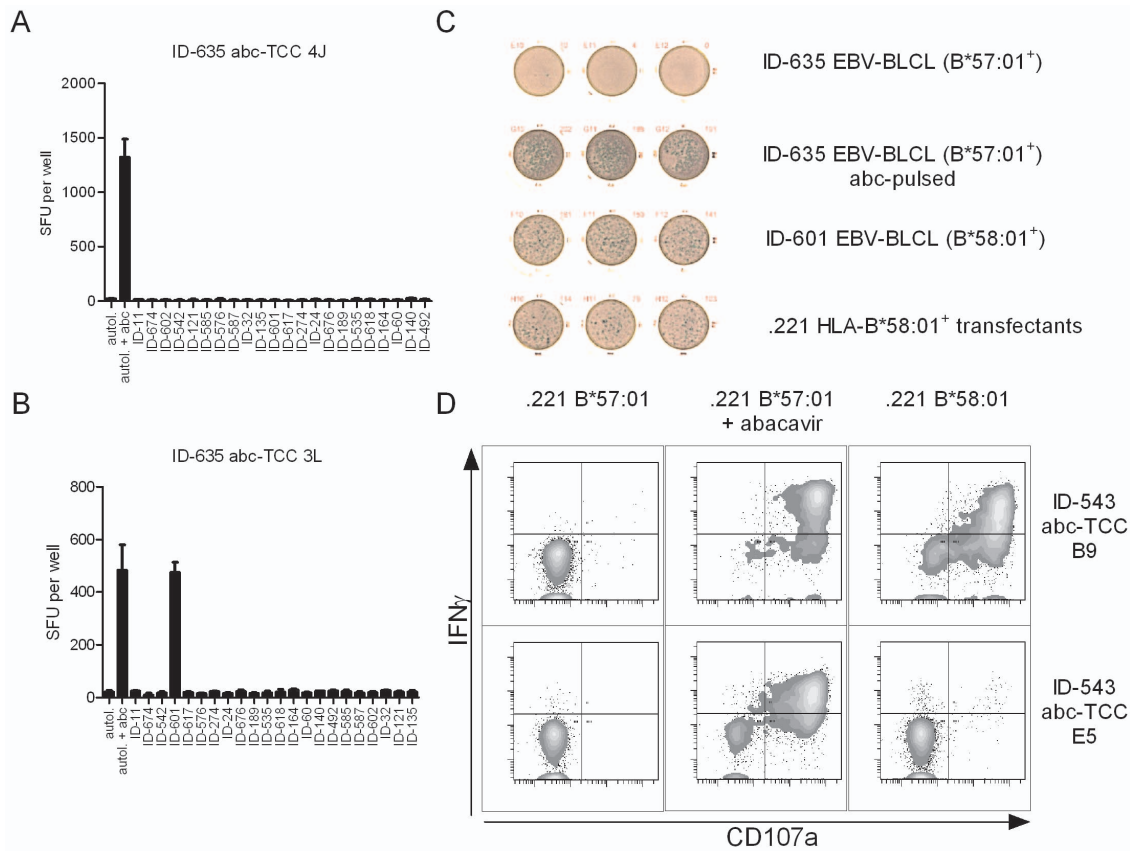 A
ID-635 abc-TCC 4J
SFU per well
2000
1500
1000
500
0
autol.
autol. + abc
ID-11
ID-674
ID-602
ID-542
ID-121
ID-585
ID-576
ID-587
ID-32
ID-135
ID-601
ID-617
ID-274
ID-24
ID-676
ID-189
ID-535
ID-618
ID-164
ID-60
ID-140
ID-492
B
ID-635 abc-TCC 3L
SFU per well
800
600
400
200
0
autol.
autol. + abc
ID-11
ID-674
ID-542
ID-601
ID-617
ID-576
ID-274
ID-24
ID-676
ID-189
ID-535
ID-618
ID-164
ID-60
ID-140
ID-492
ID-585
ID-587
ID-602
ID-32
ID-121
ID-135
C
ID-635 EBV-BLCL (B*57:01+)
ID-635 EBV-BLCL (B*57:01+)
abc-pulsed
ID-601 EBV-BLCL (B*58:01+)
.221 HLA-B*58:01+ transfectants
D
.221 B*57:01
.221 B*57:01
+ abacavir
.221 B*58:01
ID-543
abc-TCC
B9
ID-543
abc-TCC
E5
IFNγ
CD107a